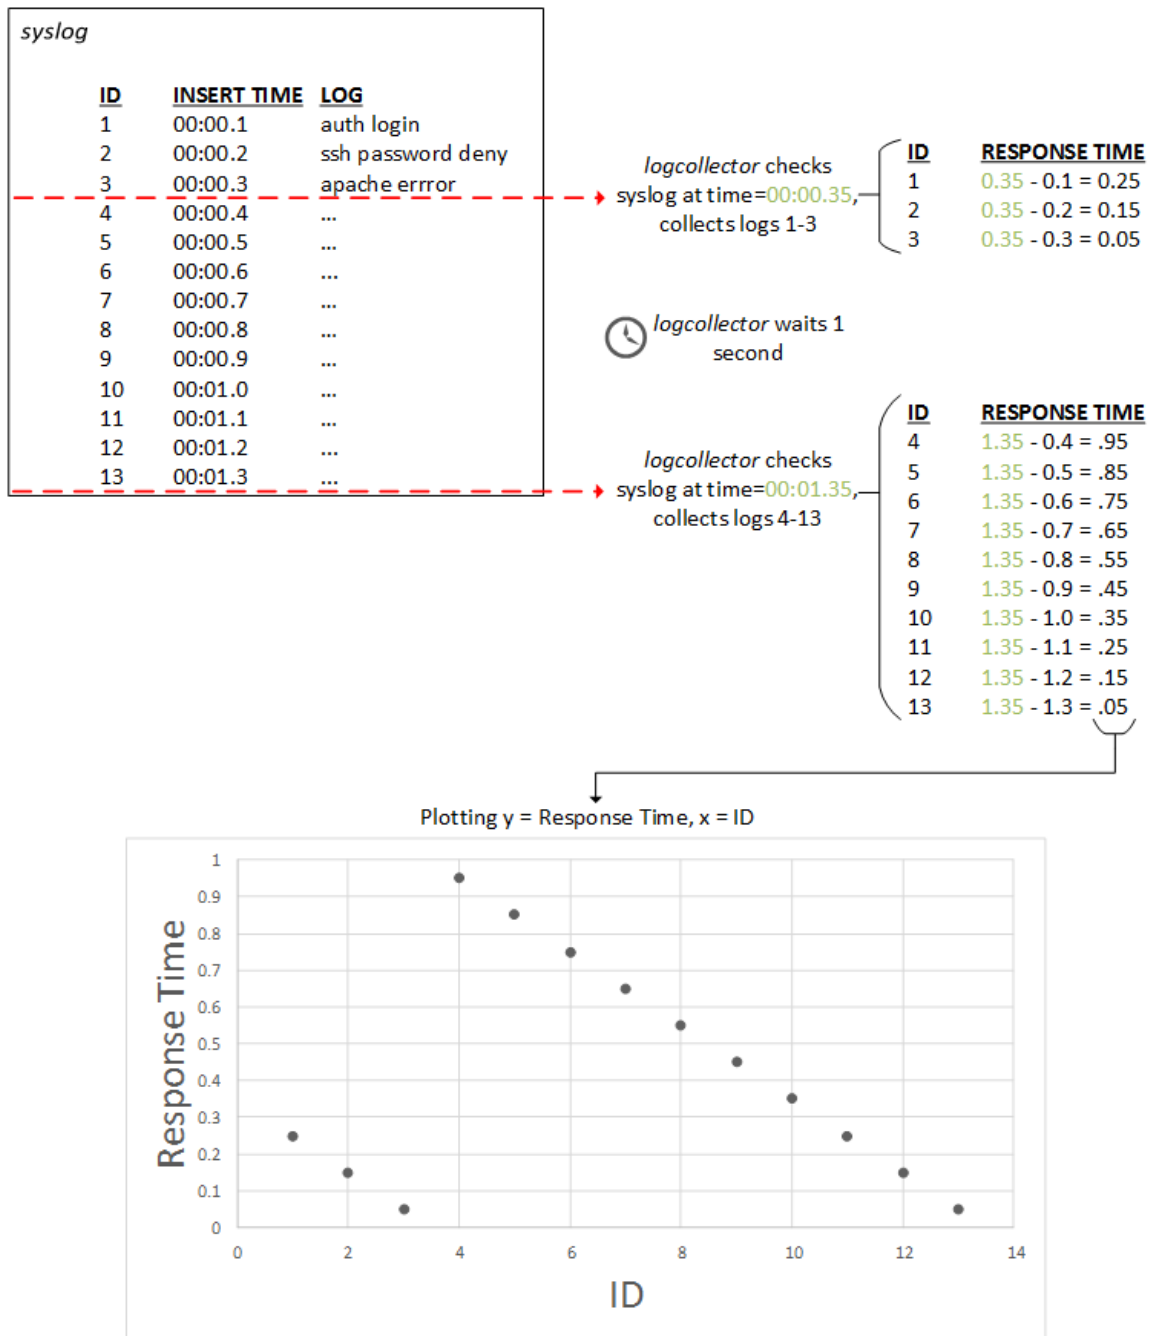 syslog
ID INSERT TIME LOG
1 00:00.1 auth login
2 00:00.2 ssh password deny
3 00:00.3 apache errror
4 00:00.4 ...
5 00:00.5 ...
6 00:00.6 ...
7 00:00.7 ...
8 00:00.8 ...
9 00:00.9 ...
10 00:01.0 ...
11 00:01.1 ...
12 00:01.2 ...
13 00:01.3 ...
logcollector checks
syslog at time=00:00.35,
collects logs 1-3
ID RESPONSE TIME
1 0.35 - 0.1 = 0.25
2 0.35 - 0.2 = 0.15
3 0.35 - 0.3 = 0.05
logcollector waits 1
second
logcollector checks
syslog at time=00:01.35,
collects logs 4-13
ID RESPONSE TIME
4 1.35 - 0.4 = .95
5 1.35 - 0.5 = .85
6 1.35 - 0.6 = .75
7 1.35 - 0.7 = .65
8 1.35 - 0.8 = .55
9 1.35 - 0.9 = .45
10 1.35 - 1.0 = .35
11 1.35 - 1.1 = .25
12 1.35 - 1.2 = .15
13 1.35 - 1.3 = .05
Plotting y = Response Time, x = ID
Response Time
1
0.9
0.8
0.7
0.6
0.5
0.4
0.3
0.2
0.1
0
0 2 4 6 8 10 12 14
ID